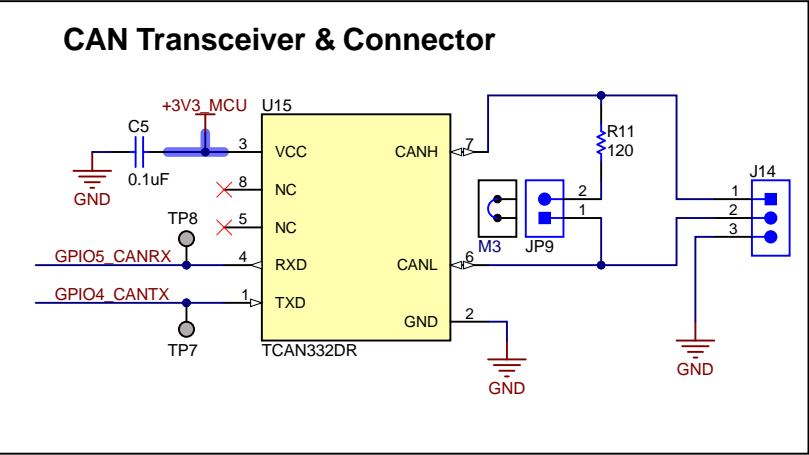 CAN Transceiver & Connector
+3V3_MCU
U15
C5
0.1uF
GND
3
VCC
CANH
7
R11
120
8
NC
5
NC
TP8
GPIO5_CANRX
4
RXD
CANL
6
GPIO4_CANTX
1
TXD
TP7
GND
2
TCAN332DR
GND
M3
2
1
JP9
J14
1
2
3
GND